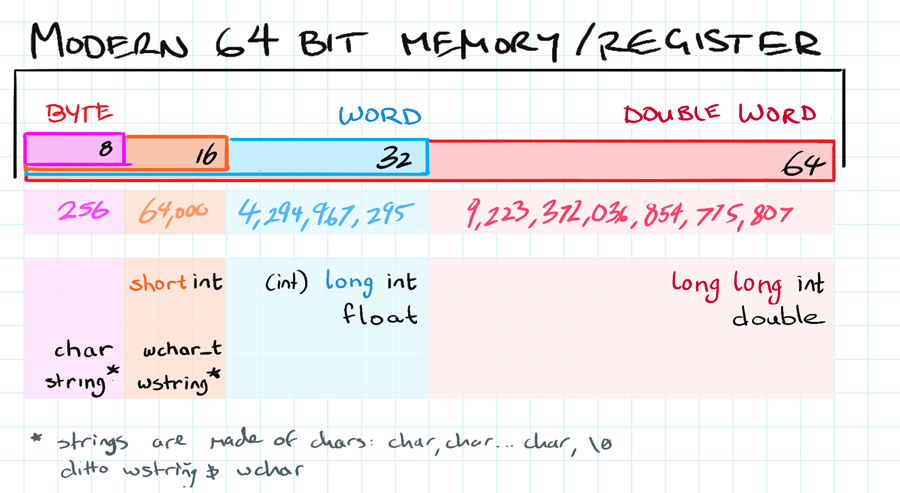 MODERN 64 BIT MEMORY/REGISTER
BYTE WORD DOUBLE WORD
8 16 32 64
256 64,000 4,294,967,295 9,223,372,036,854,775,807
short int (int) long int long long int
float double
char wchar_t
string* wstring*
* strings are made of chars: char, char... char, \0
ditto wstring & wchar